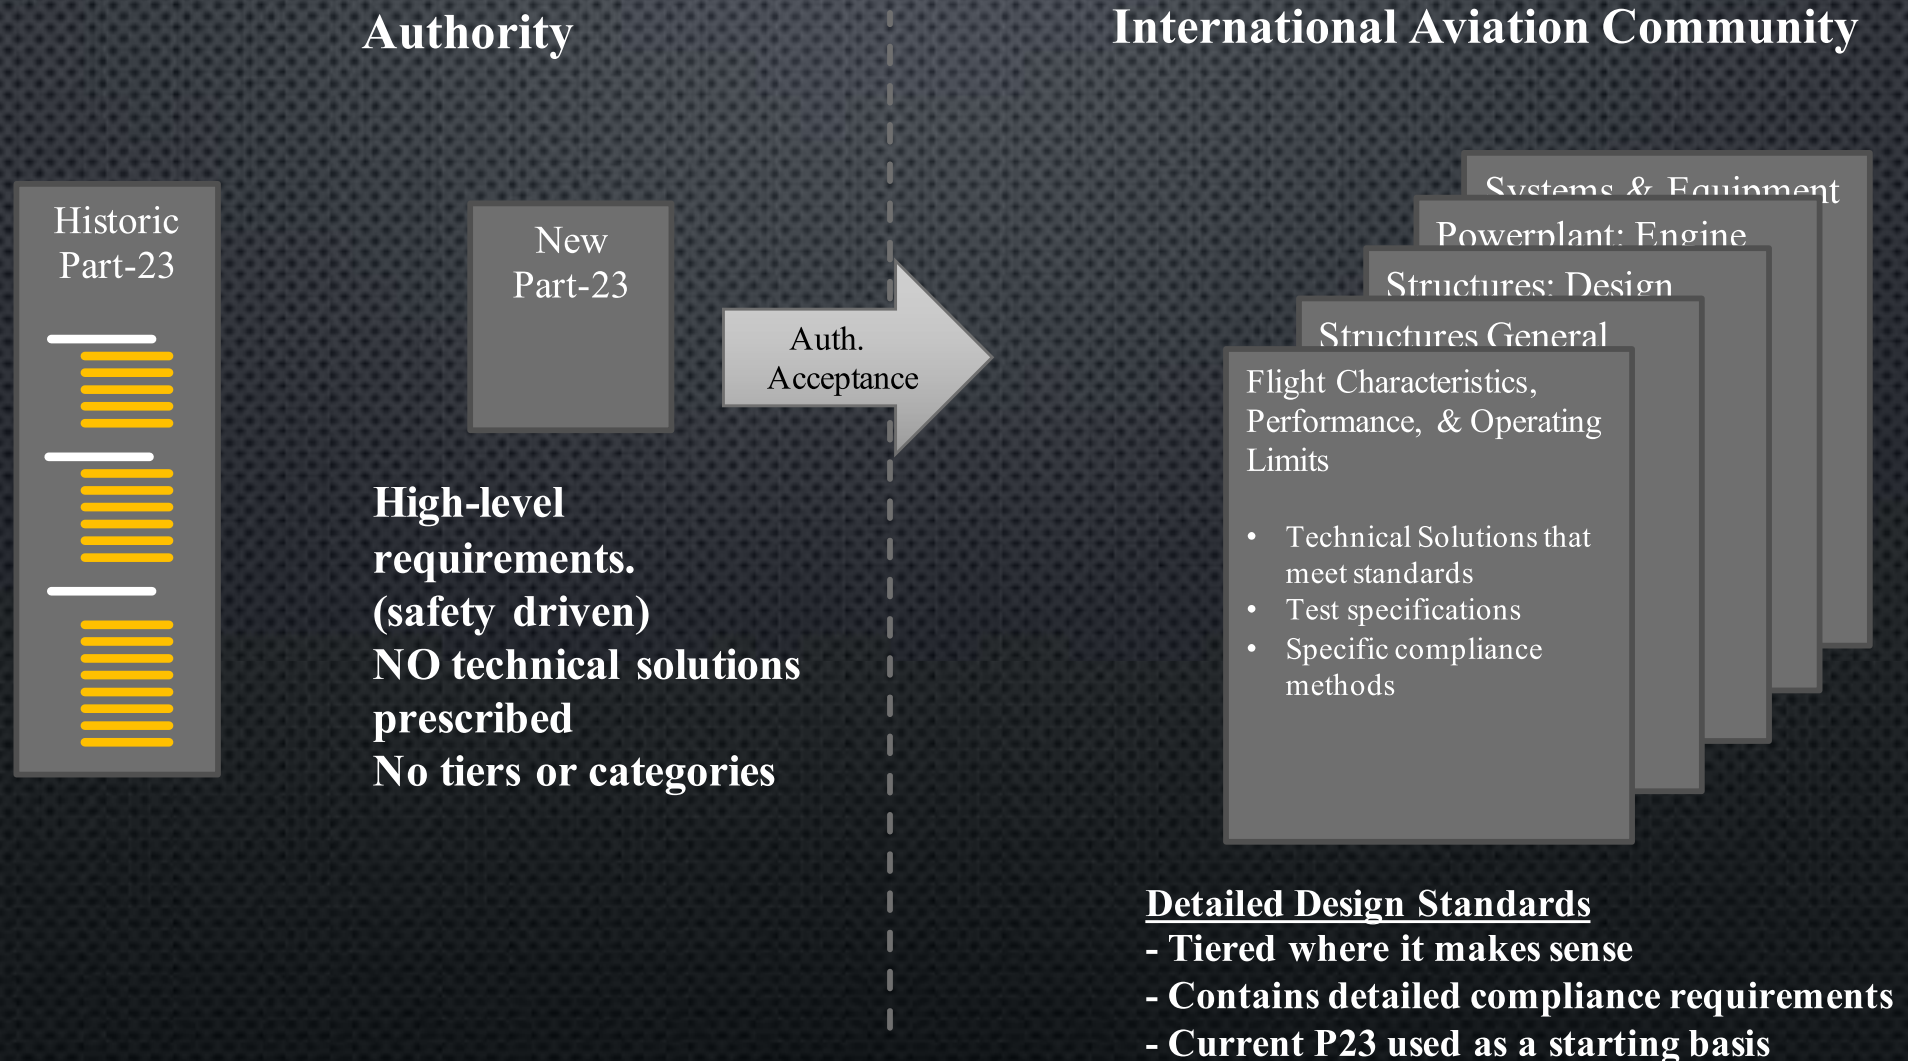 Authority
International Aviation Community
Historic
Part-23
New
Part-23
Auth.
Acceptance
High-level
requirements.
(safety driven)
NO technical solutions
prescribed
No tiers or categories
Systems & Equipment
Powerplant: Engine
Structures: Design
Structures General
Flight Characteristics,
Performance, & Operating
Limits
• Technical Solutions that
meet standards
• Test specifications
• Specific compliance
methods
Detailed Design Standards
- Tiered where it makes sense
- Contains detailed compliance requirements
- Current P23 used as a starting basis